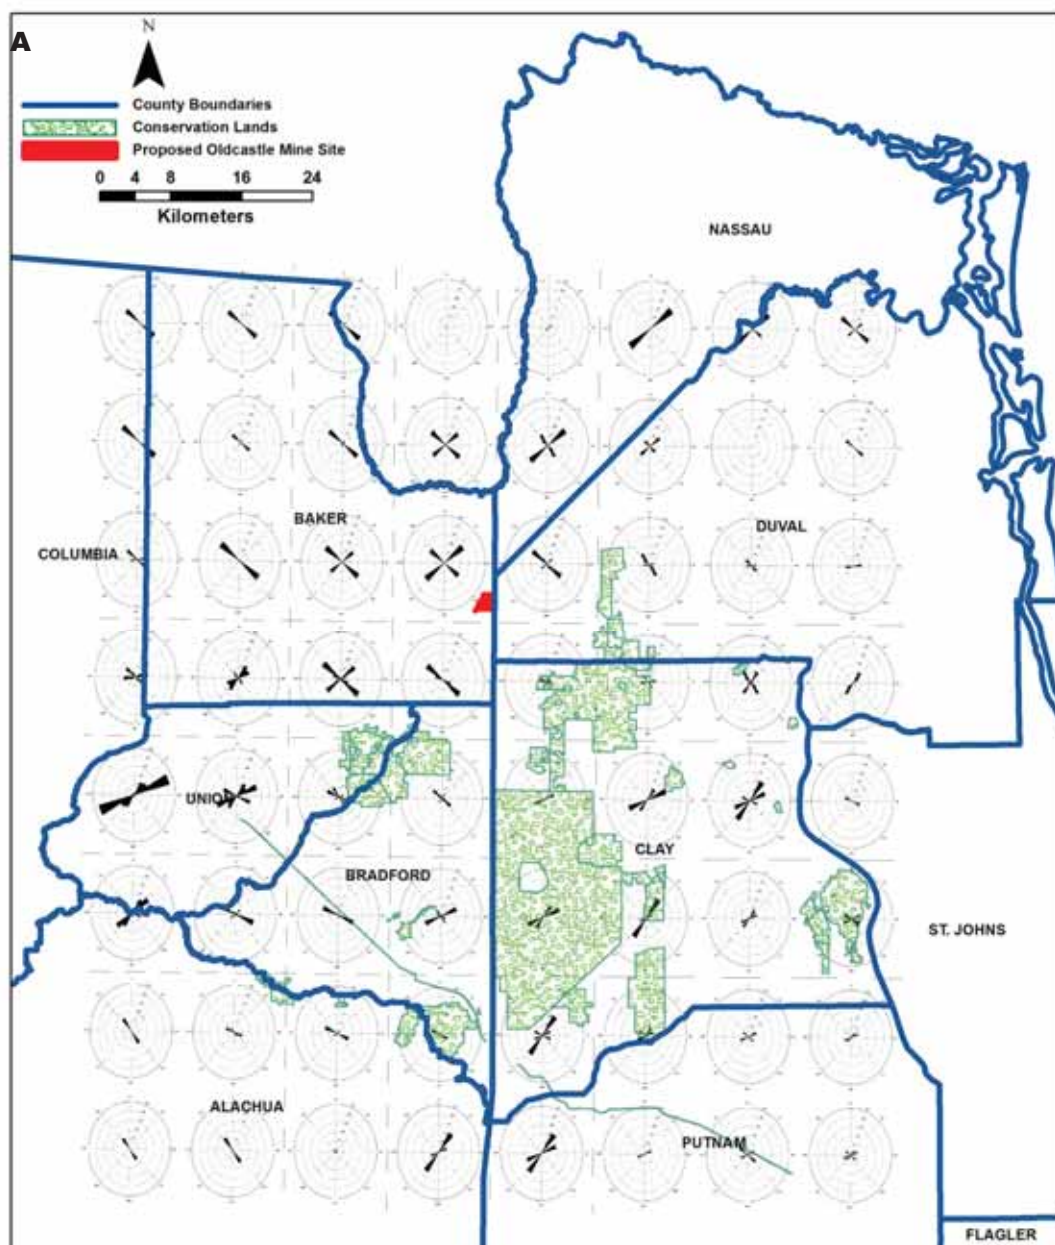 A
N
County Boundaries
Conservation Lands
Proposed Oldcastle Mine Site
0 4 8 16 24
Kilometers
NASSAU
BAKER
DUVAL
COLUMBIA
UNION
CLAY
BRADFORD
ST. JOHNS
ALACHUA
PUTNAM
FLAGLER